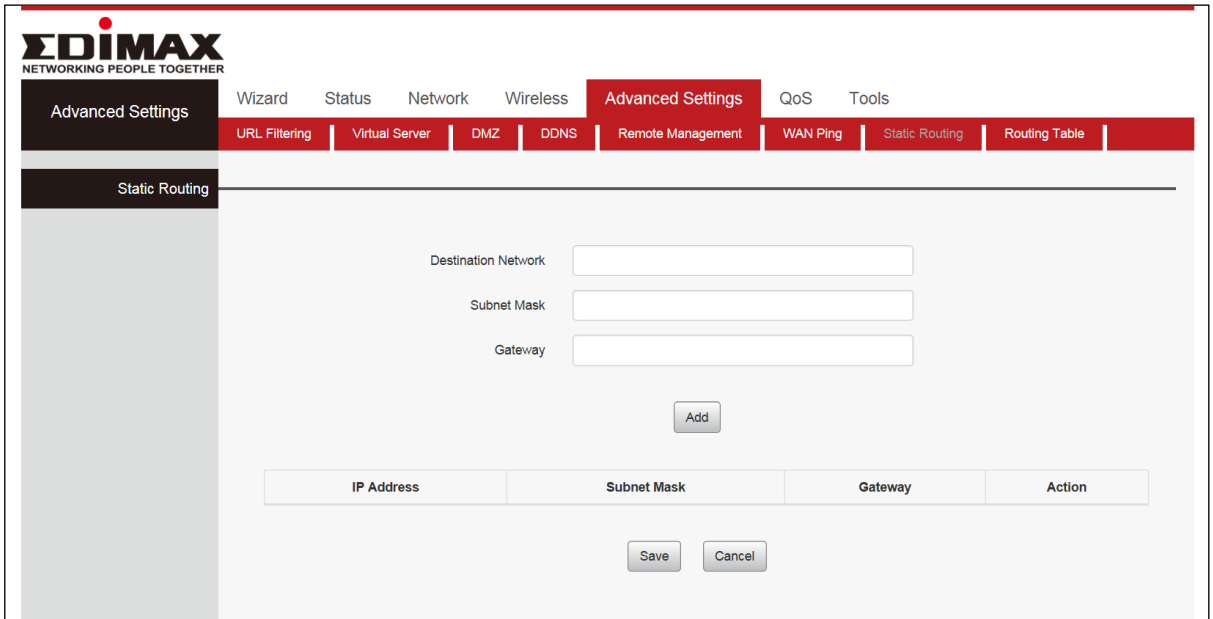 EDIMAX
NETWORKING PEOPLE TOGETHER
Advanced Settings
Wizard Status Network Wireless Advanced Settings QoS Tools
URL Filtering Virtual Server DMZ DDNS Remote Management WAN Ping Static Routing Routing Table
Static Routing
Destination Network
Subnet Mask
Gateway
Add
IP Address Subnet Mask Gateway Action
Save Cancel